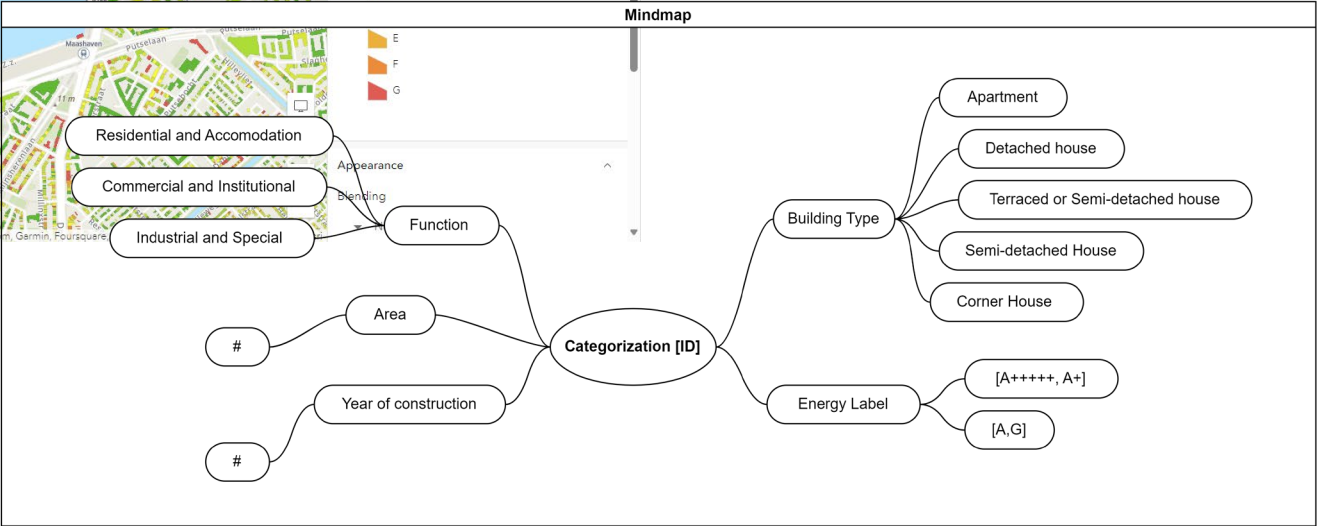 Mindmap
Maashaven
Putselaan
Putselaan
Z.Z.
11 m
E
F
G
Appearance
Blending
Residential and Accomodation
Commercial and Institutional
Industrial and Special
Function
m, Garmin, Foursquare,
Area
#
Year of construction
#
Categorization [ID]
Building Type
Apartment
Detached house
Terraced or Semi-detached house
Semi-detached House
Corner House
Energy Label
[A+++++, A+]
[A,G]